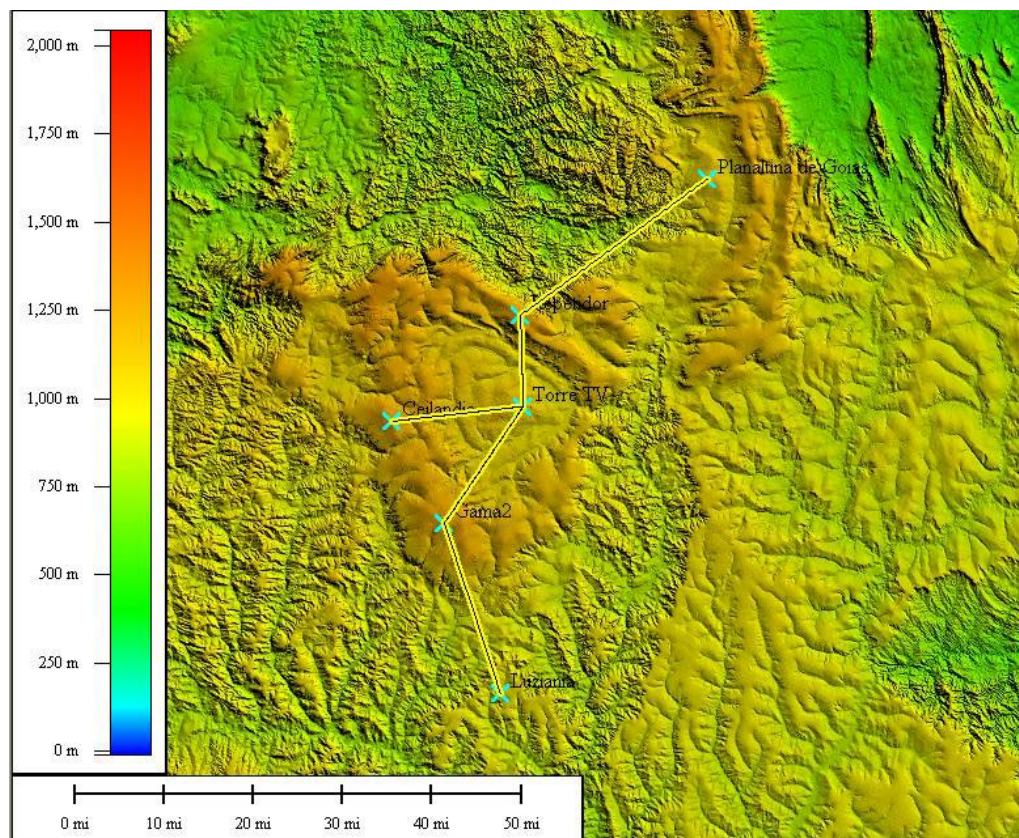 2,000 m
1,750 m
1,500 m
1,250 m
1,000 m
750 m
500 m
250 m
0 m
Planaltina de Goias
Torre TV
Ceilandia
Gama2
Luziania
0 mi 10 mi 20 mi 30 mi 40 mi 50 mi